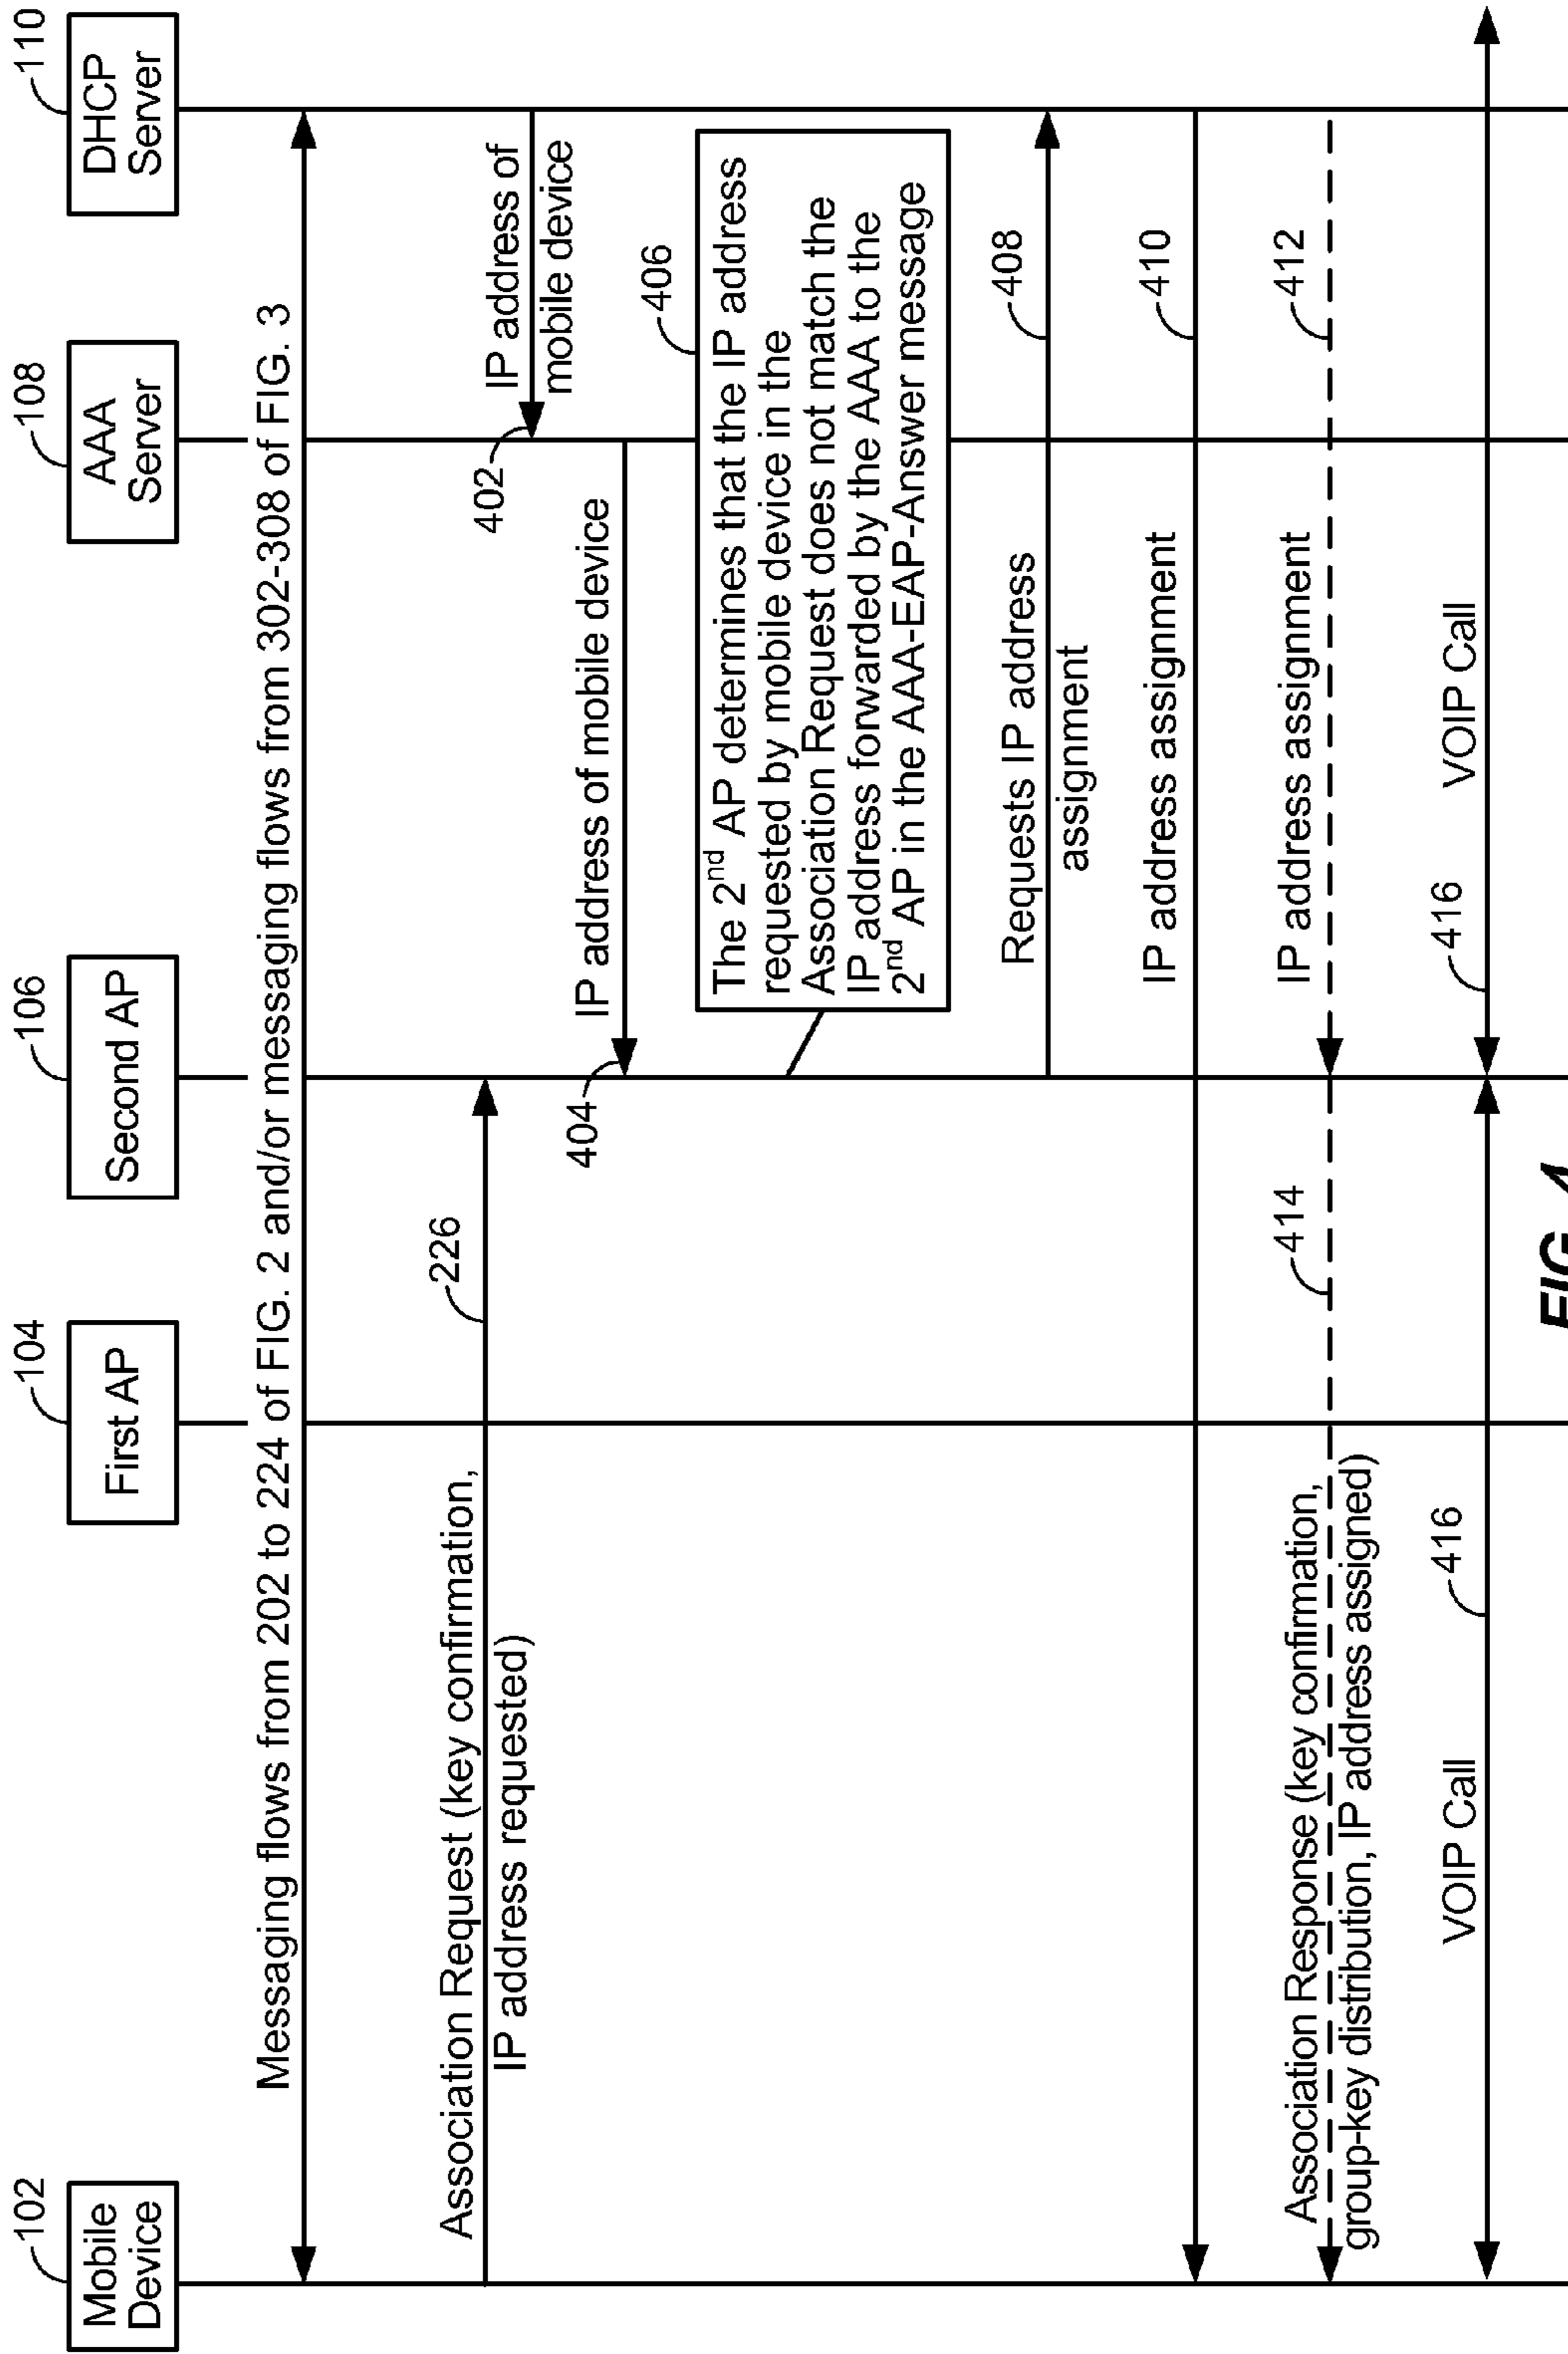 102
Mobile
Device
104
First AP
106
Second AP
108
AAA
Server
110
DHCP
Server
Messaging flows from 202 to 224 of FIG. 2 and/or messaging flows from 302-308 of FIG. 3
Association Request (key confirmation,
IP address requested)
226
402
IP address of
mobile device
404
IP address of mobile device
406
The 2nd AP determines that the IP address
requested by mobile device in the
Association Request does not match the
IP address forwarded by the AAA to the
2nd AP in the AAA-EAP-Answer message
Requests IP address
assignment
408
IP address assignment
410
IP address assignment
412
Association Response (key confirmation,
group-key distribution, IP address assigned)
414
VOIP Call
416
416
VOIP Call
FIG. 4